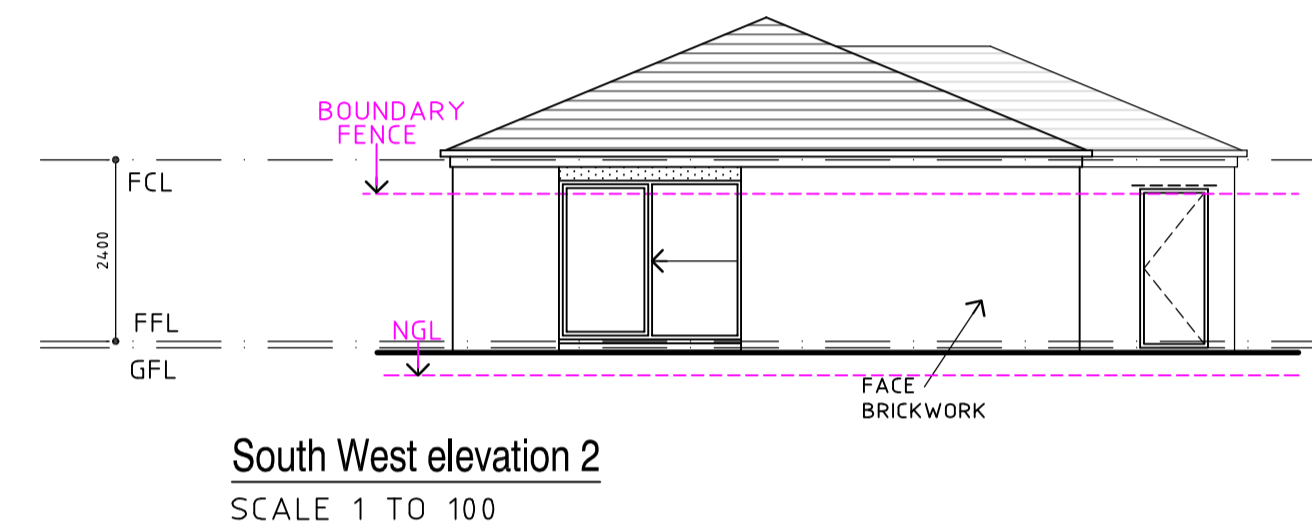 BOUNDARY
FENCE
FCL
2400
FFL
NGL
GFL
FACE
BRICKWORK
South West elevation 2
SCALE 1 TO 100